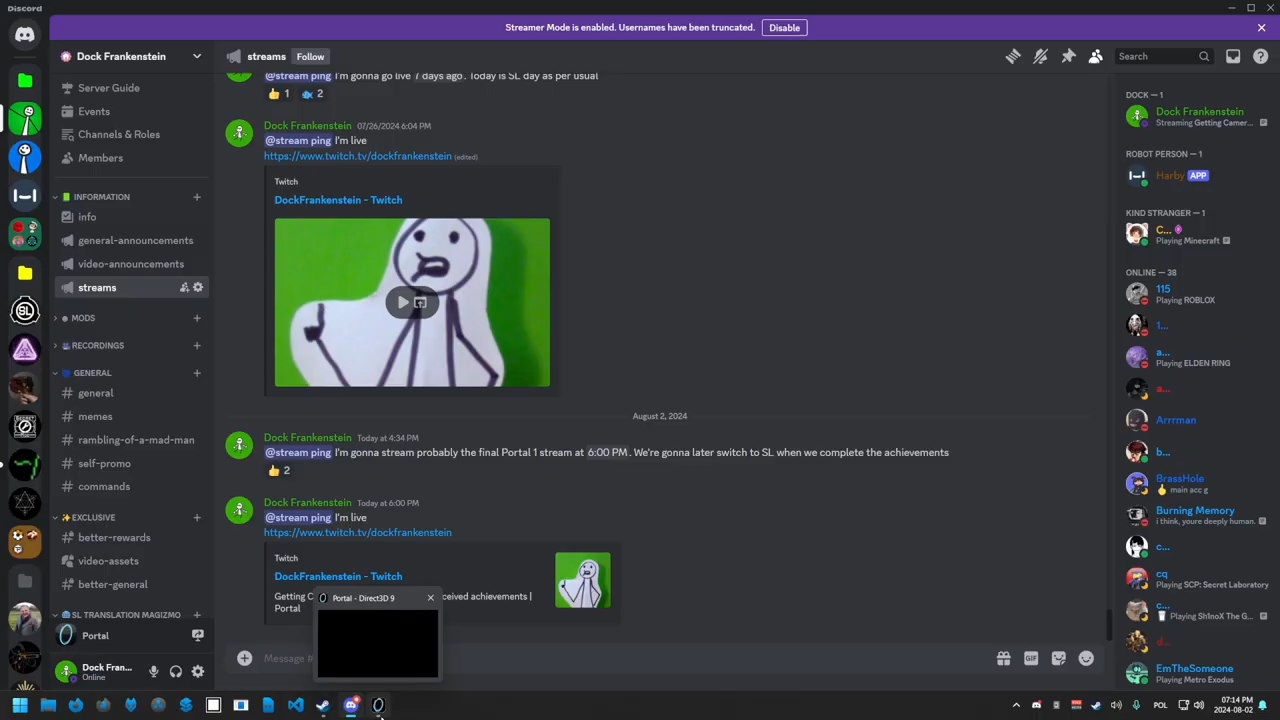 Discord
Streamer Mode is enabled. Usernames have been truncated.
Disable
Dock Frankenstein
streams
Follow
Search
Server Guide
Events
Channels & Roles
Members
INFORMATION
info
general-announcements
video-announcements
streams
MODS
RECORDINGS
GENERAL
general
memes
rambling-of-a-mad-man
self-promo
commands
EXCLUSIVE
better-rewards
video-assets
better-general
SL TRANSLATION MAGIZMO
Portal
Dock Fran...
Online
@stream ping I'm gonna go live 7 days ago. Today is SL day as per usual
1 2
Dock Frankenstein 07/26/2024 6:04 PM
@stream ping I'm live
https://www.twitch.tv/dockfrankenstein (edited)
Twitch
DockFrankenstein - Twitch
August 2, 2024
Dock Frankenstein Today at 4:34 PM
@stream ping I'm gonna stream probably the final Portal 1 stream at 6:00 PM. We're gonna later switch to SL when we complete the achievements
2
Dock Frankenstein Today at 6:00 PM
@stream ping I'm live
https://www.twitch.tv/dockfrankenstein
Twitch
DockFrankenstein - Twitch
Getting C ceived achievements |
Portal
Portal - Direct3D 9
Message #
GIF
DOCK — 1
Dock Frankenstein
Streaming Getting Camer...
ROBOT PERSON — 1
Harby APP
KIND STRANGER — 1
C...
Playing Minecraft
ONLINE — 38
115
Playing ROBLOX
1...
a...
Playing ELDEN RING
a...
Arrrman
b...
BrassHole
main acc g
Burning Memory
i think, youre deeply human.
c...
cq
Playing SCP: Secret Laboratory
c...
Playing Sh1noX The G...
d...
EmTheSomeone
Playing Metro Exodus
POL
07:14 PM
2024-08-02